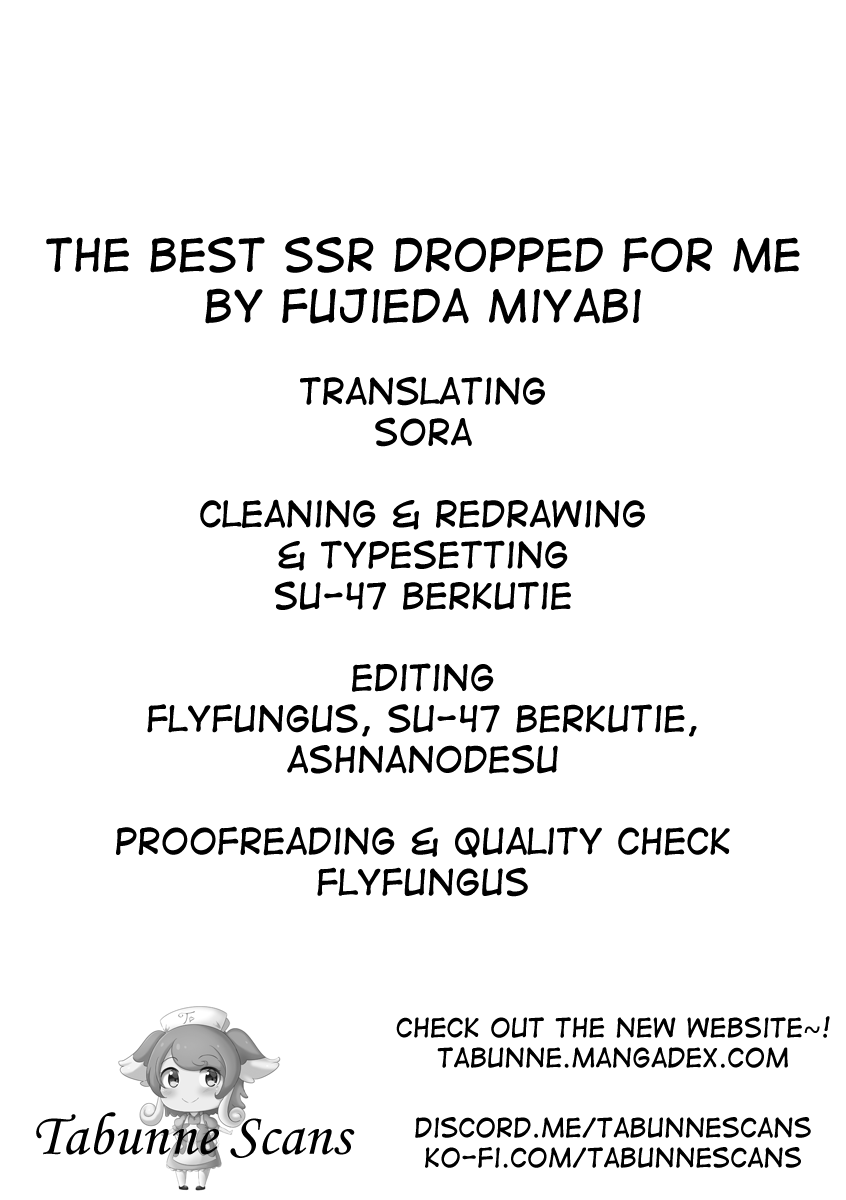 THE BEST SSR DROPPED FOR ME
BY FUJIEDA MIYABI
TRANSLATING
SORA
CLEANING & REDRAWING
& TYPESETTING
SU-47 BERKUTIE
EDITING
FLYFUNGUS, SU-47 BERKUTIE,
ASHNANODESU
PROOFREADING & QUALITY CHECK
FLYFUNGUS
CHECK OUT THE NEW WEBSITE~!
TABUNNE.MANGADEX.COM
Tabunne Scans
DISCORD.ME/TABUNNESCANS
KO-FI.COM/TABUNNESCANS